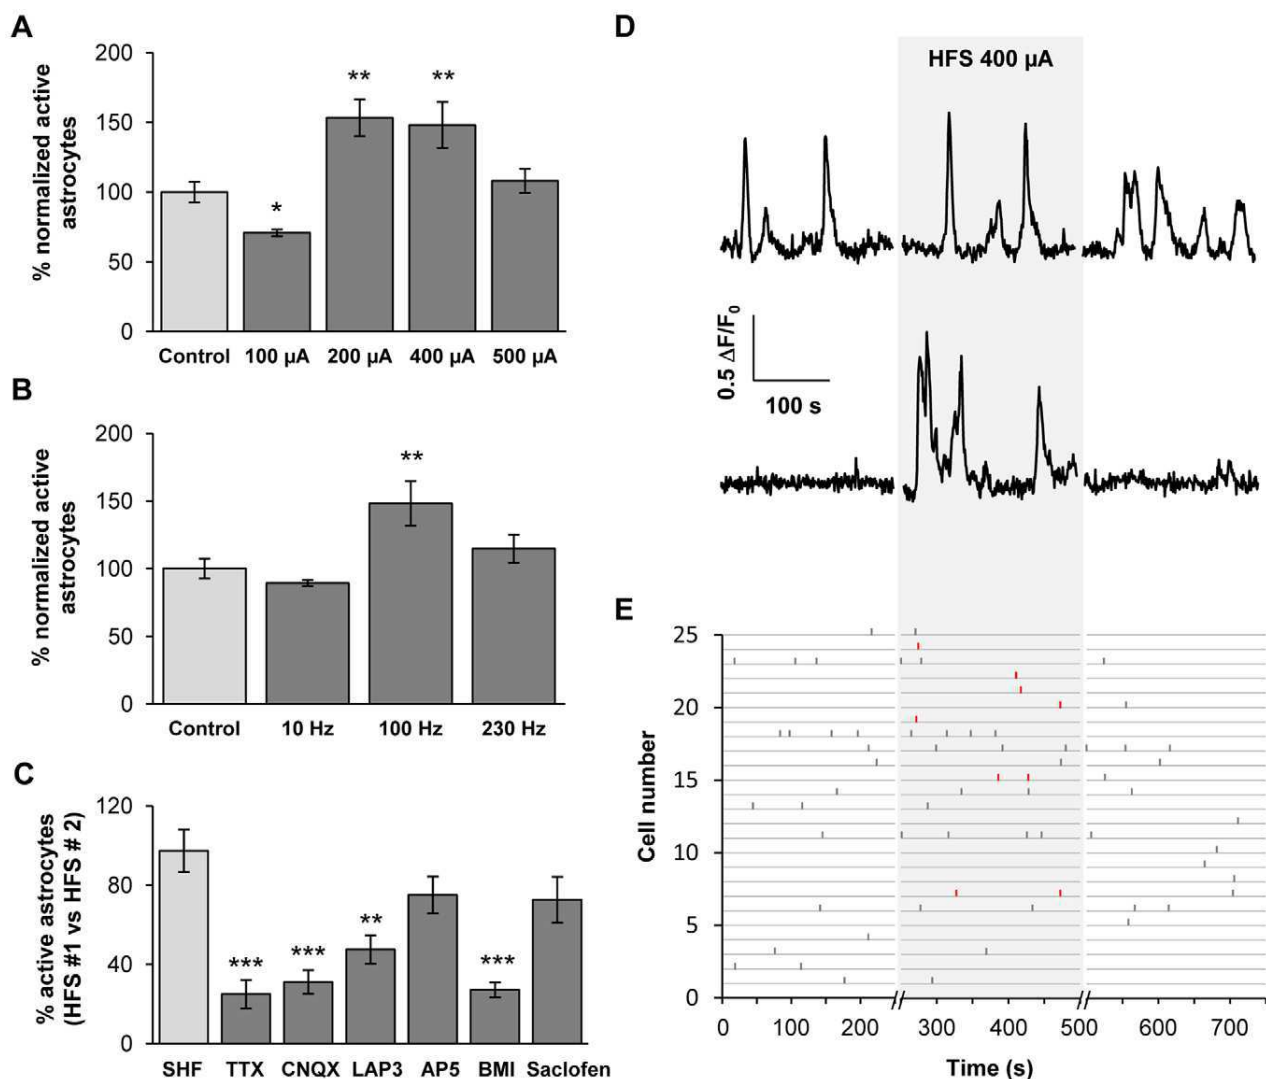 A
% normalized active
astrocytes
200
150
100
50
0
**
**
*
Control 100 µA 200 µA 400 µA 500 µA
B
% normalized active
astrocytes
200
150
100
50
0
**
Control 10 Hz 100 Hz 230 Hz
C
% active astrocytes
(HFS #1 vs HFS # 2)
120
80
40
0
***
***
**
***
SHF TTX CNQX LAP3 AP5 BMI Saclofen
D
HFS 400 µA
0.5 ΔF/F0
100 s
E
Cell number
25
20
15
10
5
0
0 100 200 300 400 500 600 700
Time (s)